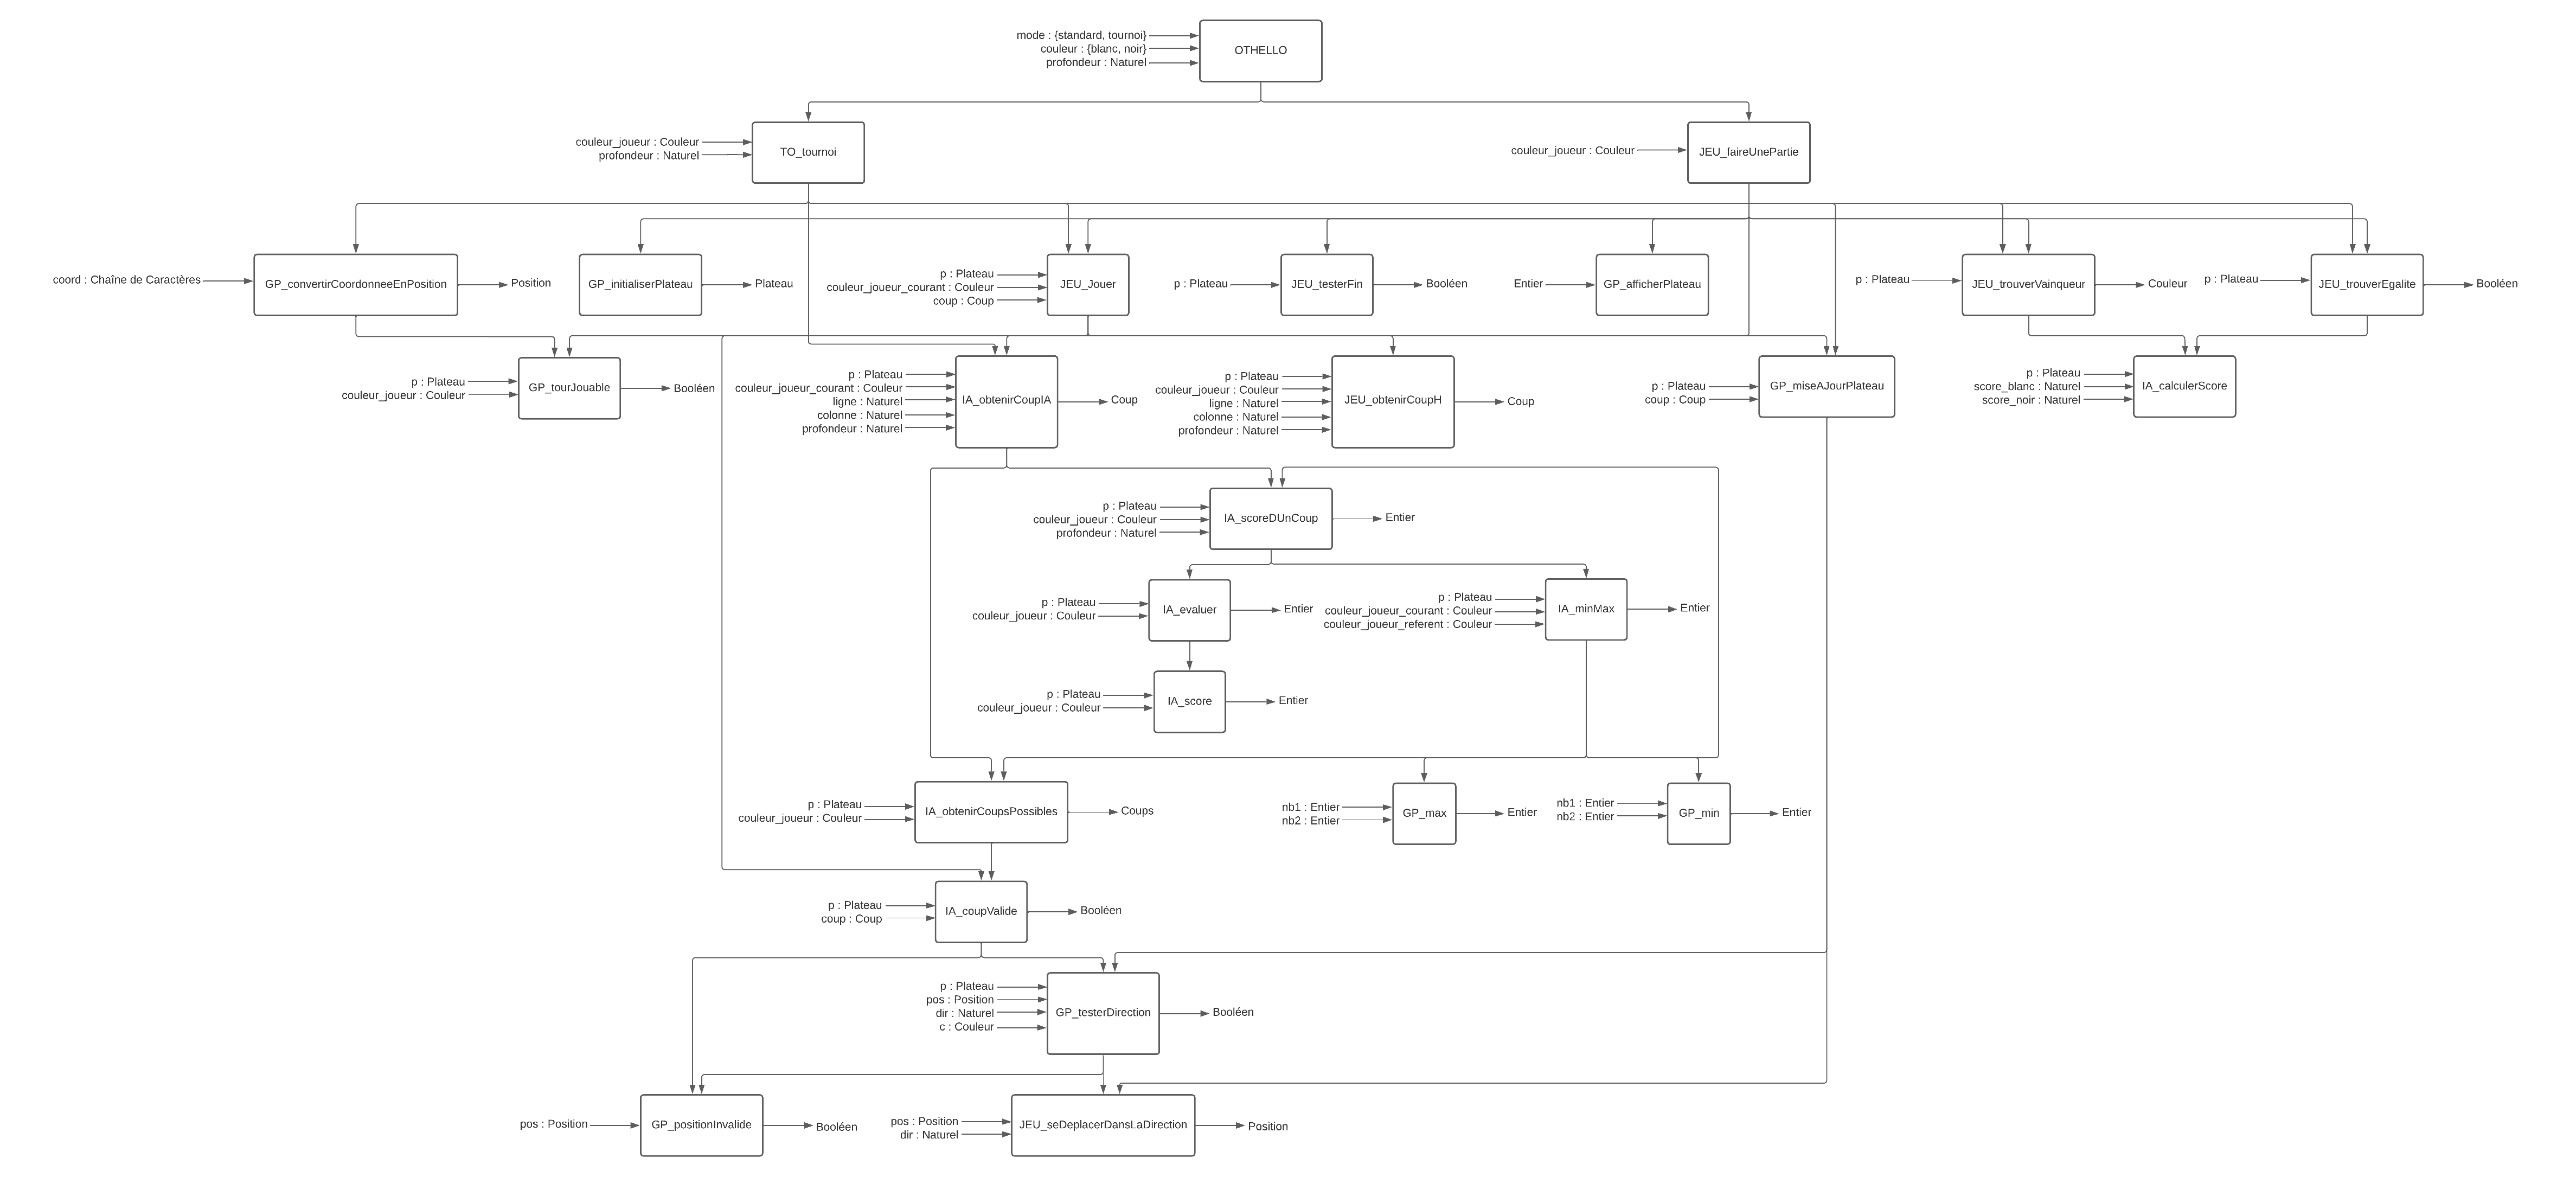 mode : {standard, tournoi}
couleur : {blanc, noir}
profondeur : Naturel
OTHELLO
couleur_joueur : Couleur
profondeur : Naturel
TO_tournoi
couleur_joueur : Couleur
JEU_faireUnePartie
coord : Chaîne de Caractères
GP_convertirCoordonneeEnPosition
Position
GP_initialiserPlateau
Plateau
p : Plateau
couleur_joueur_courant : Couleur
coup : Coup
JEU_Jouer
p : Plateau
JEU_testerFin
Booléen
Entier
GP_afficherPlateau
p : Plateau
JEU_trouverVainqueur
Couleur
p : Plateau
JEU_trouverEgalite
Booléen
p : Plateau
couleur_joueur : Couleur
GP_tourJouable
Booléen
p : Plateau
couleur_joueur_courant : Couleur
ligne : Naturel
colonne : Naturel
profondeur : Naturel
IA_obtenirCoupIA
Coup
p : Plateau
couleur_joueur : Couleur
ligne : Naturel
colonne : Naturel
profondeur : Naturel
JEU_obtenirCoupH
Coup
p : Plateau
coup : Coup
GP_miseAJourPlateau
p : Plateau
score_blanc : Naturel
score_noir : Naturel
IA_calculerScore
p : Plateau
couleur_joueur : Couleur
profondeur : Naturel
IA_scoreDUnCoup
Entier
p : Plateau
couleur_joueur : Couleur
IA_evaluer
Entier
p : Plateau
couleur_joueur_courant : Couleur
couleur_joueur_referent : Couleur
IA_minMax
Entier
p : Plateau
couleur_joueur : Couleur
IA_score
Entier
p : Plateau
couleur_joueur : Couleur
IA_obtenirCoupsPossibles
Coups
nb1 : Entier
nb2 : Entier
GP_max
Entier
nb1 : Entier
nb2 : Entier
GP_min
Entier
p : Plateau
coup : Coup
IA_coupValide
Booléen
p : Plateau
pos : Position
dir : Naturel
c : Couleur
GP_testerDirection
Booléen
pos : Position
GP_positionInvalide
Booléen
pos : Position
dir : Naturel
JEU_seDeplacerDansLaDirection
Position